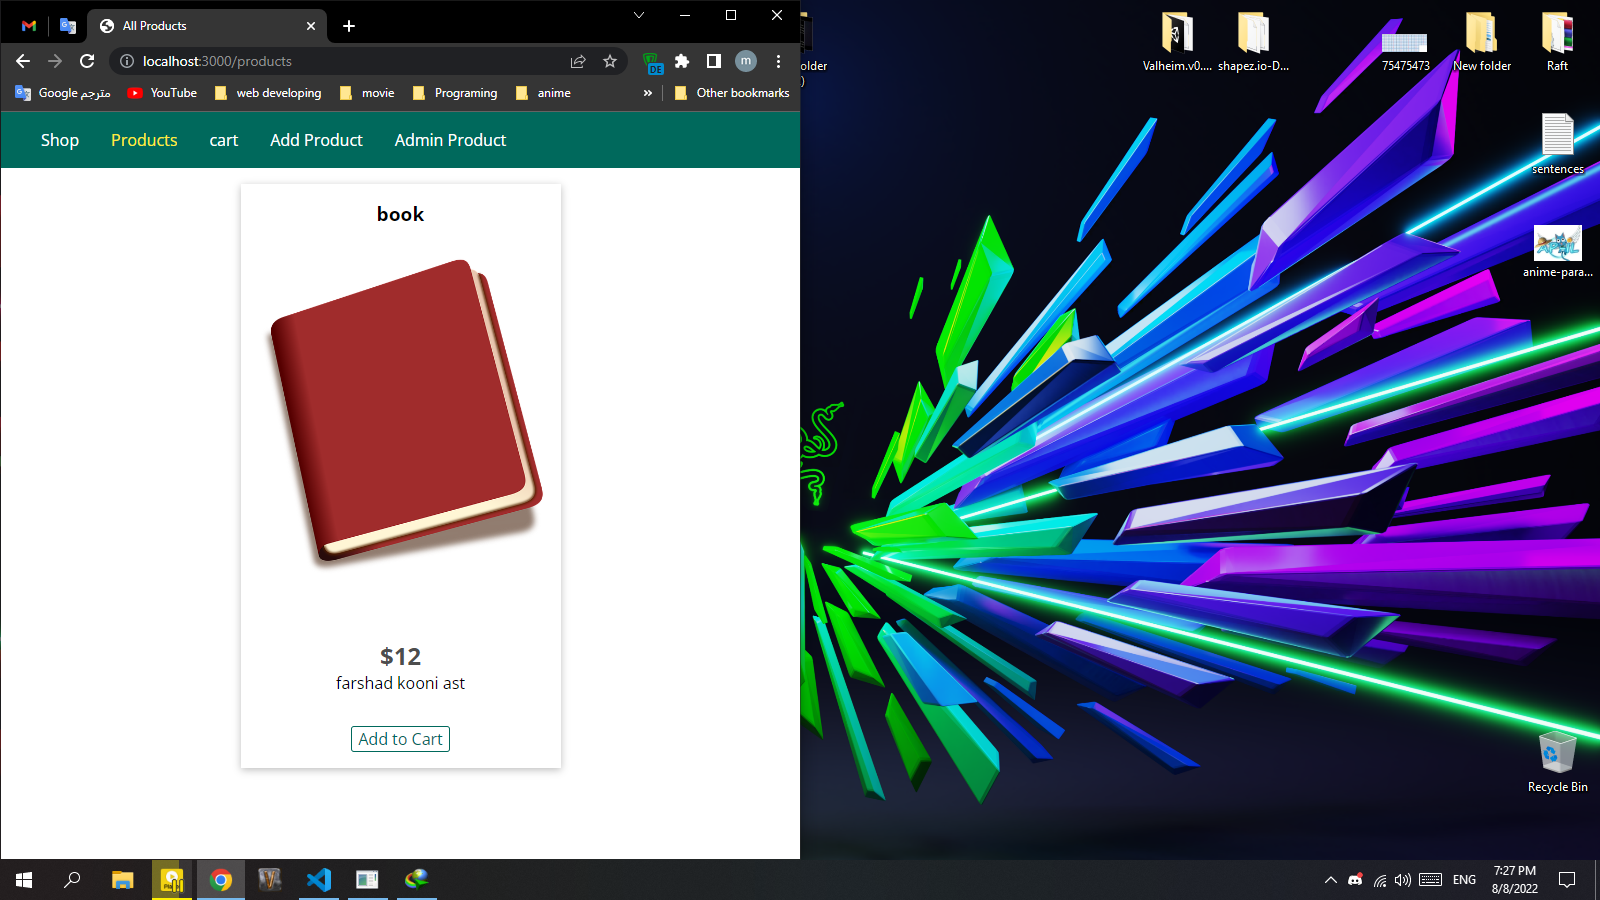 All Products
localhost:3000/products
DE
m
Google مترجم
YouTube
web developing
movie
Programing
anime
»
Other bookmarks
Shop
Products
cart
Add Product
Admin Product
book
$12
farshad kooni ast
Add to Cart
older
)
Valheim.v0....
shapez.io-D...
75475473
New folder
Raft
sentences
anime-para...
Recycle Bin
ENG
7:27 PM
8/8/2022